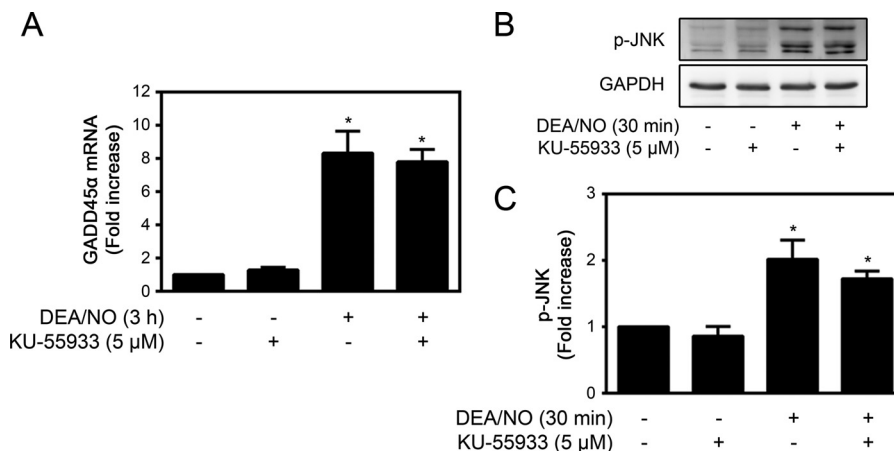 A
GADD45α mRNA
(Fold increase)
12
10
8
6
4
2
0
*
*
DEA/NO (3 h) - - + +
KU-55933 (5 µM) - + - +
B
p-JNK
GAPDH
DEA/NO (30 min) - - + +
KU-55933 (5 µM) - + - +
C
p-JNK
(Fold increase)
3
2
1
0
*
*
DEA/NO (30 min) - - + +
KU-55933 (5 µM) - + - +